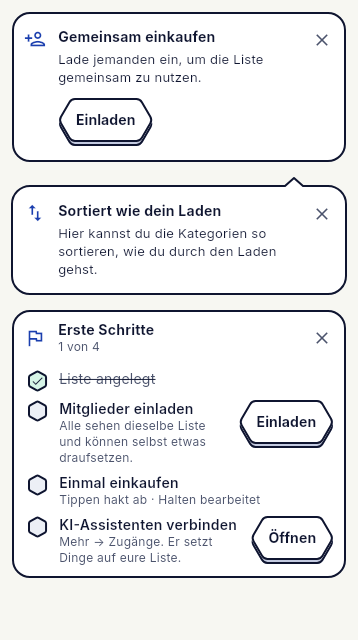 Gemeinsam einkaufen
Lade jemanden ein, um die Liste
gemeinsam zu nutzen.
Einladen
Sortiert wie dein Laden
Hier kannst du die Kategorien so
sortieren, wie du durch den Laden
gehst.
Erste Schritte
1 von 4
Liste angelegt
Mitglieder einladen
Alle sehen dieselbe Liste
und können selbst etwas
draufsetzen.
Einladen
Einmal einkaufen
Tippen hakt ab · Halten bearbeitet
KI-Assistenten verbinden
Mehr → Zugänge. Er setzt
Dinge auf eure Liste.
Öffnen